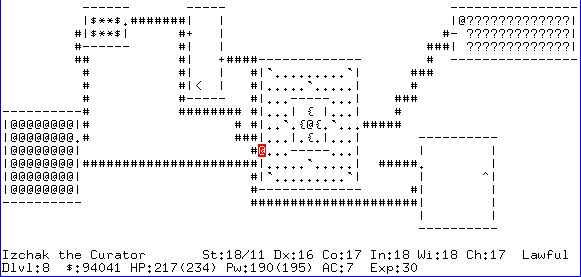 Izchak the Curator St:18/11 Dx:16 Co:17 In:18 Wi:18 Ch:17 Lawful
Dlvl:8 $:94041 HP:217(234) Pw:190(195) AC:7 Exp:30